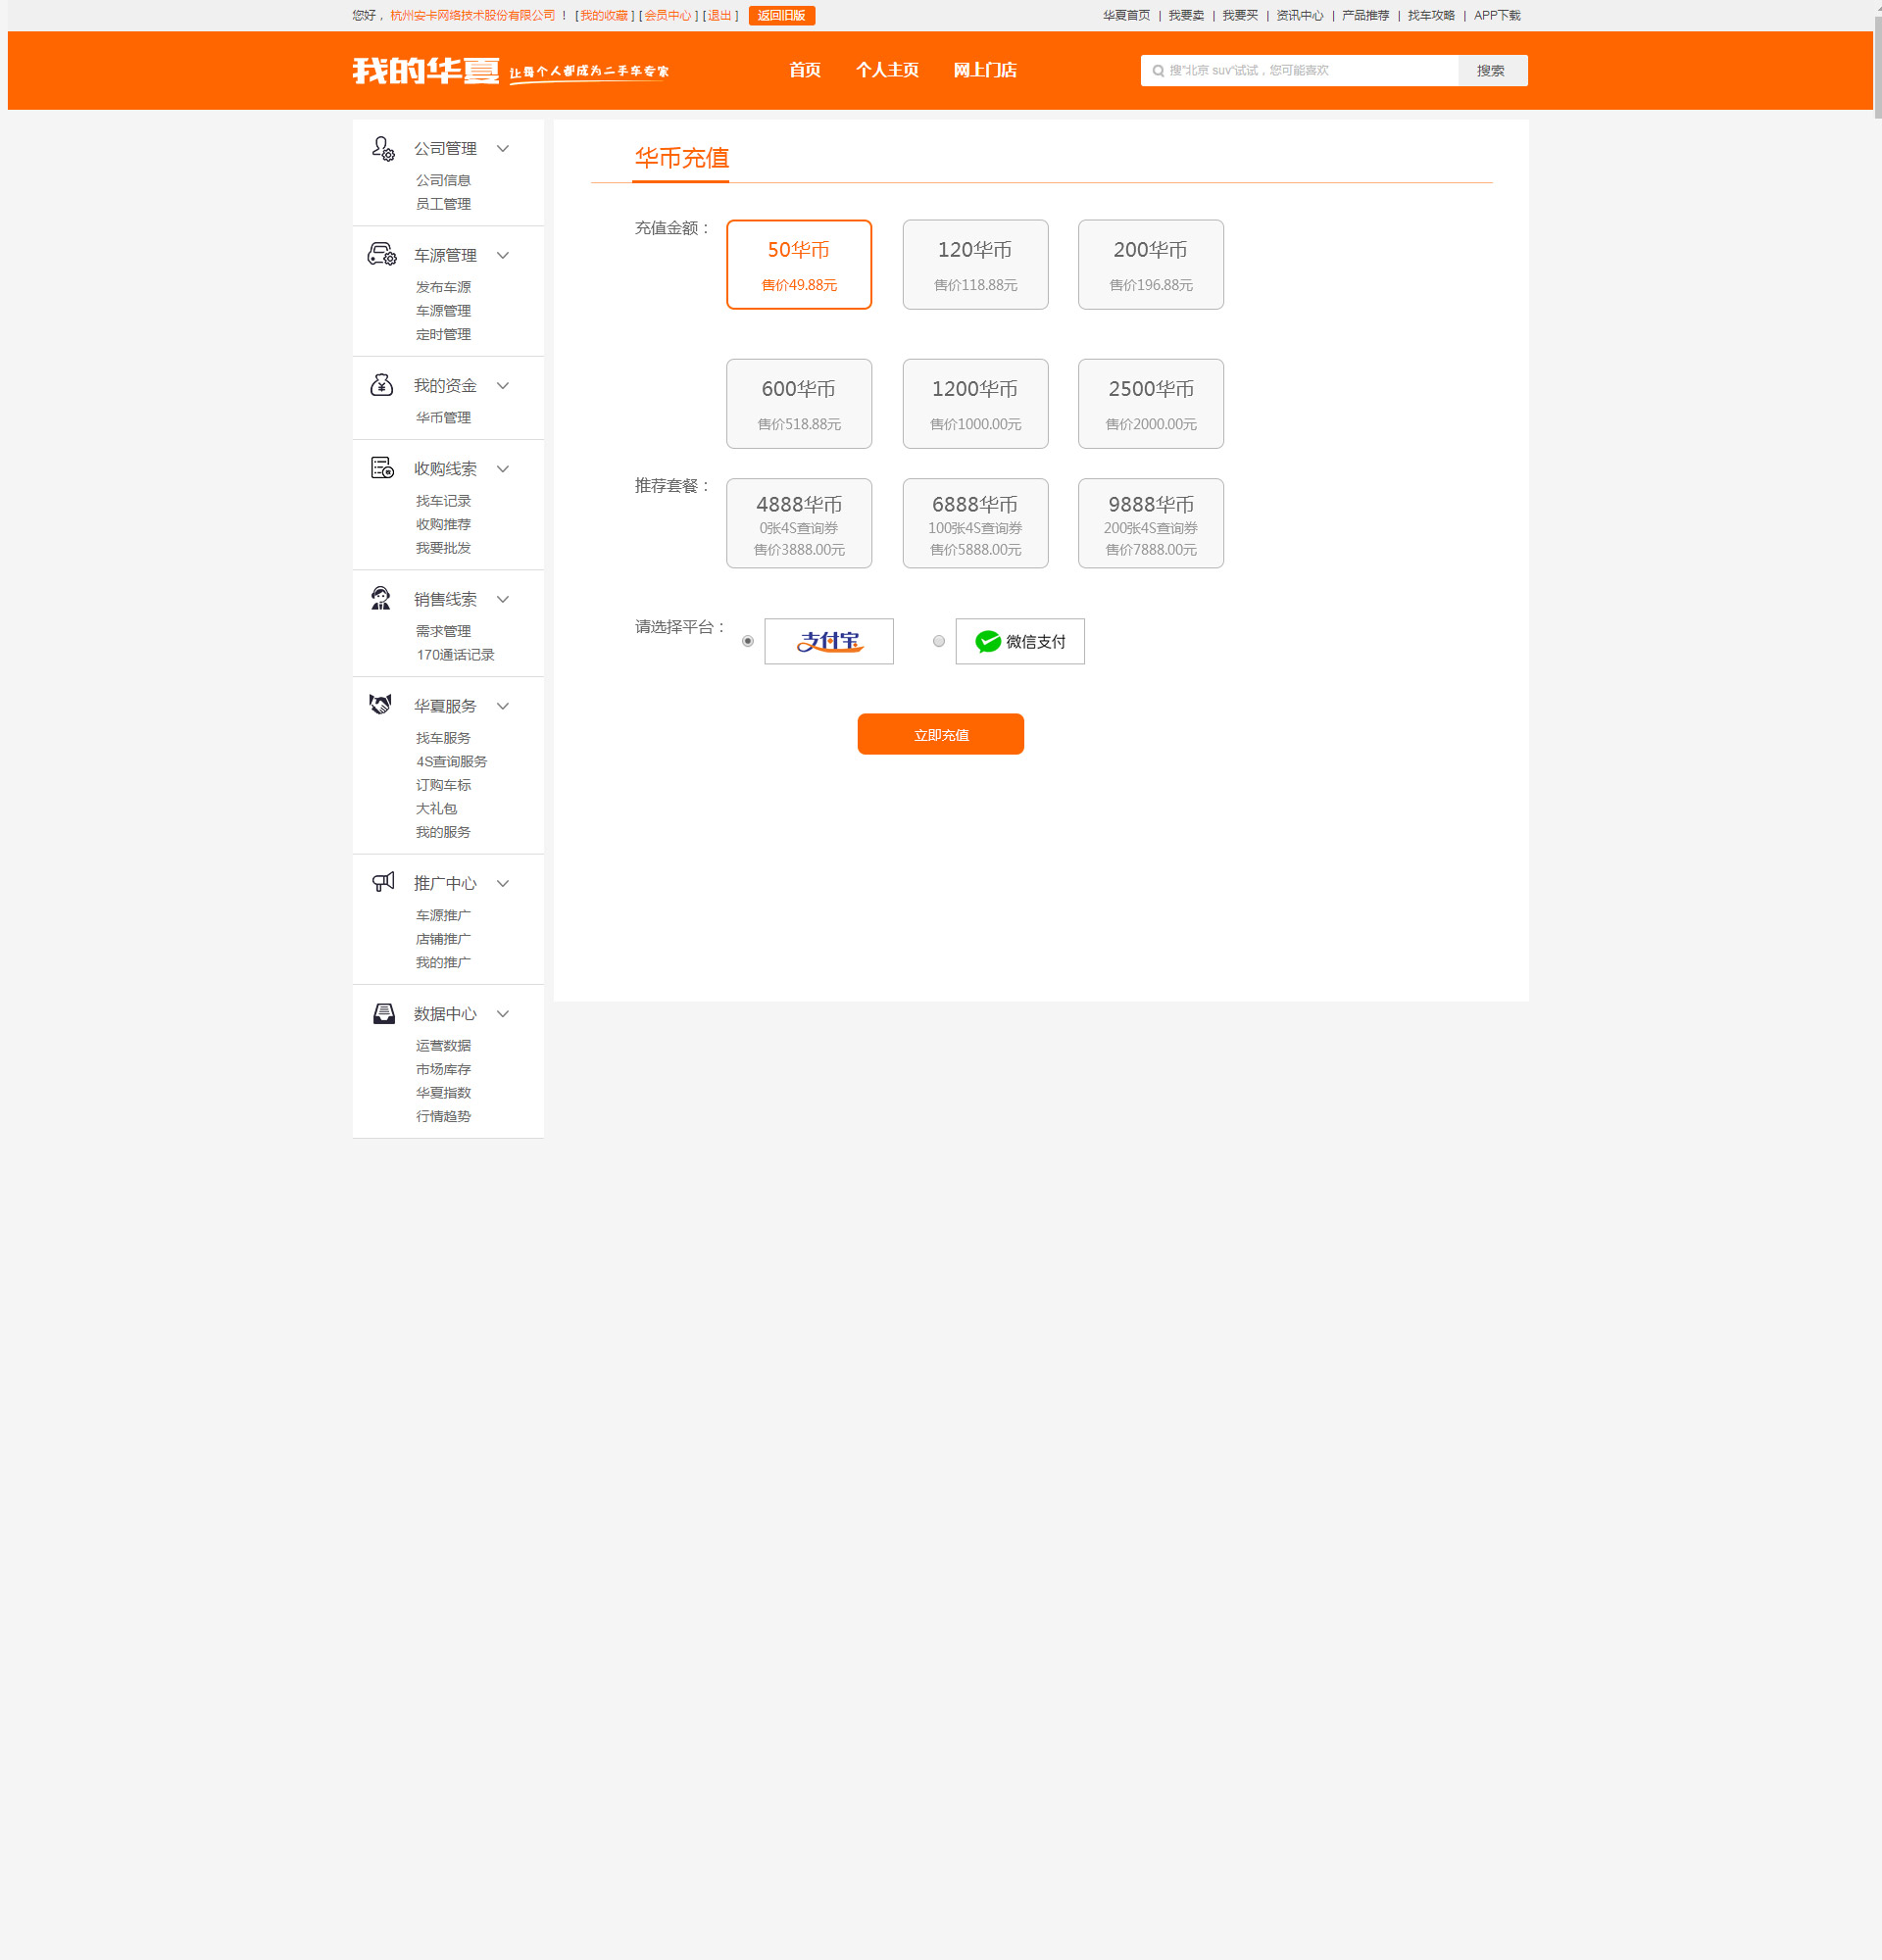 您好，杭州安卡网络技术股份有限公司 ！ [我的收藏] [会员中心] [退出] 返回旧版
华夏首页 | 我要卖 | 我要买 | 资讯中心 | 产品推荐 | 找车攻略 | APP下载
我的华夏 让每个人都成为二手车专家
首页 个人主页 网上门店
搜"北京 suv"试试，您可能喜欢 搜索
公司管理
公司信息
员工管理
车源管理
发布车源
车源管理
定时管理
我的资金
华币管理
收购线索
找车记录
收购推荐
我要批发
销售线索
需求管理
170通话记录
华夏服务
找车服务
4S查询服务
订购车标
大礼包
我的服务
推广中心
车源推广
店铺推广
我的推广
数据中心
运营数据
市场库存
华夏指数
行情趋势
华币充值
充值金额：
50华币
售价49.88元
120华币
售价118.88元
200华币
售价196.88元
600华币
售价518.88元
1200华币
售价1000.00元
2500华币
售价2000.00元
推荐套餐：
4888华币
0张4S查询券
售价3888.00元
6888华币
100张4S查询券
售价5888.00元
9888华币
200张4S查询券
售价7888.00元
请选择平台：
支付宝
微信支付
立即充值